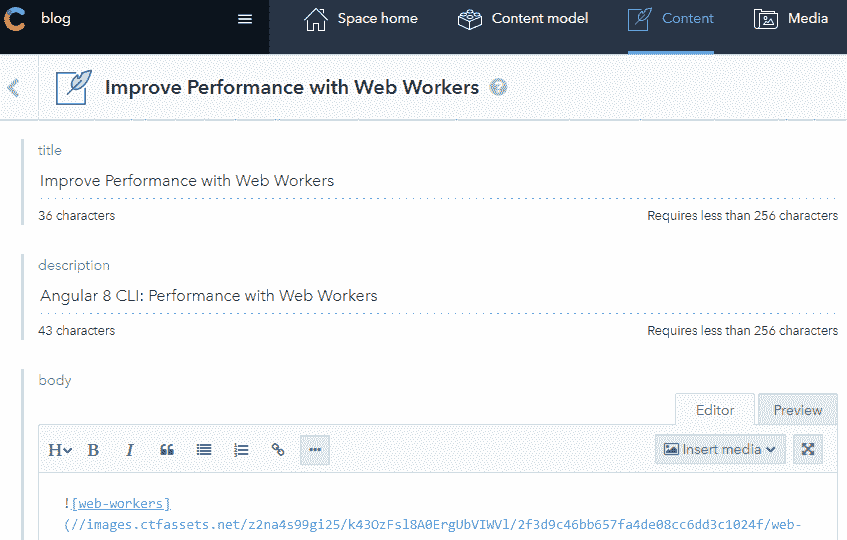 blog
Space home
Content model
Content
Media
Improve Performance with Web Workers
title
Improve Performance with Web Workers
36 characters Requires less than 256 characters
description
Angular 8 CLI: Performance with Web Workers
43 characters Requires less than 256 characters
body
Editor Preview
H B I Insert media
![web-workers]
(//images.ctfassets.net/z2na4s99gi25/k43OzFsl8A0ErgUbVIWVl/2f3d9c46bb657fa4de08cc6dd3c1024f/web-